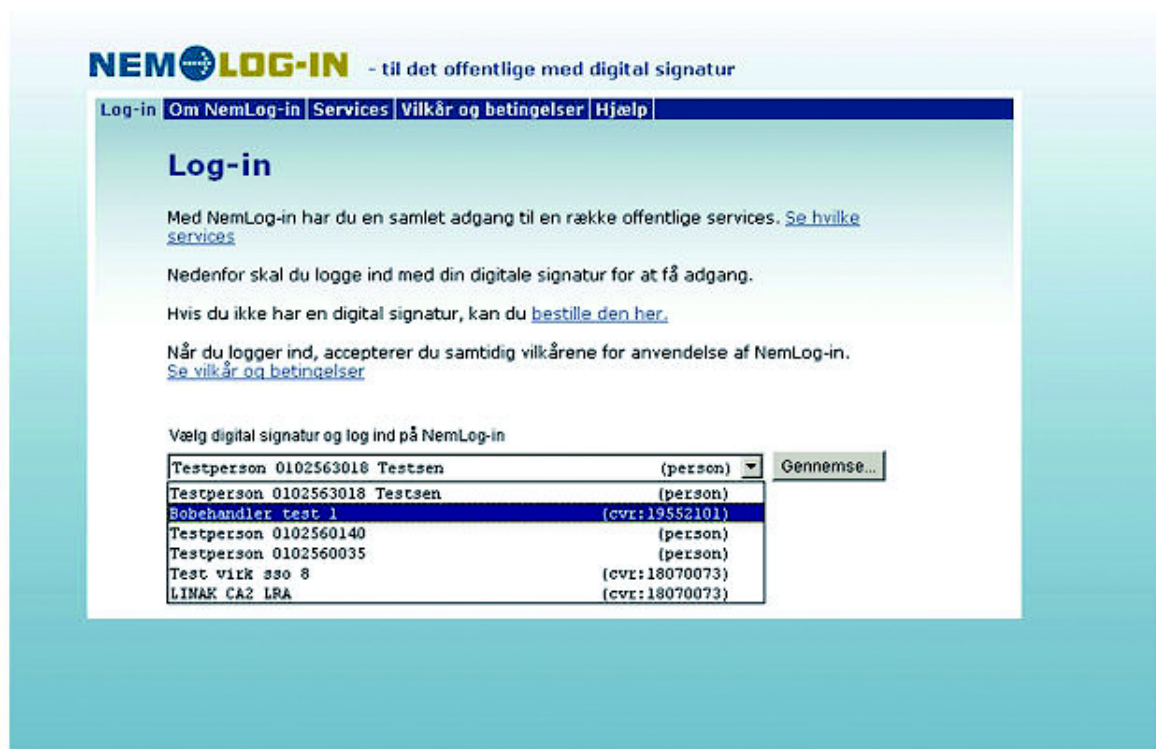 NEM LOG-IN - til det offentlige med digital signatur
Log-in Om NemLog-in Services Vilkår og betingelser Hjælp
Log-in
Med NemLog-in har du en samlet adgang til en række offentlige services. Se hvilke
services
Nedenfor skal du logge ind med din digitale signatur for at få adgang.
Hvis du ikke har en digital signatur, kan du bestille den her.
Når du logger ind, accepterer du samtidig vilkårene for anvendelse af NemLog-in.
Se vilkår og betingelser
Vælg digital signatur og log ind på NemLog-in
Testperson 0102563018 Testsen (person) Gennemse...
Testperson 0102563018 Testsen (person)
Bobehandler test 1 (cvr:19552101)
Testperson 0102560140 (person)
Testperson 0102560035 (person)
Test virk sso 8 (cvr:18070073)
LINAK CA2 LRA (cvr:18070073)